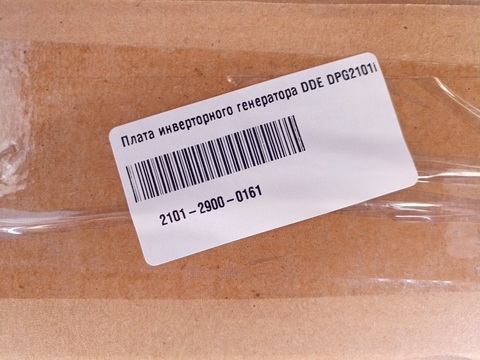 Плата инверторного генератора DDE DPG2101i
2101-2900-0161